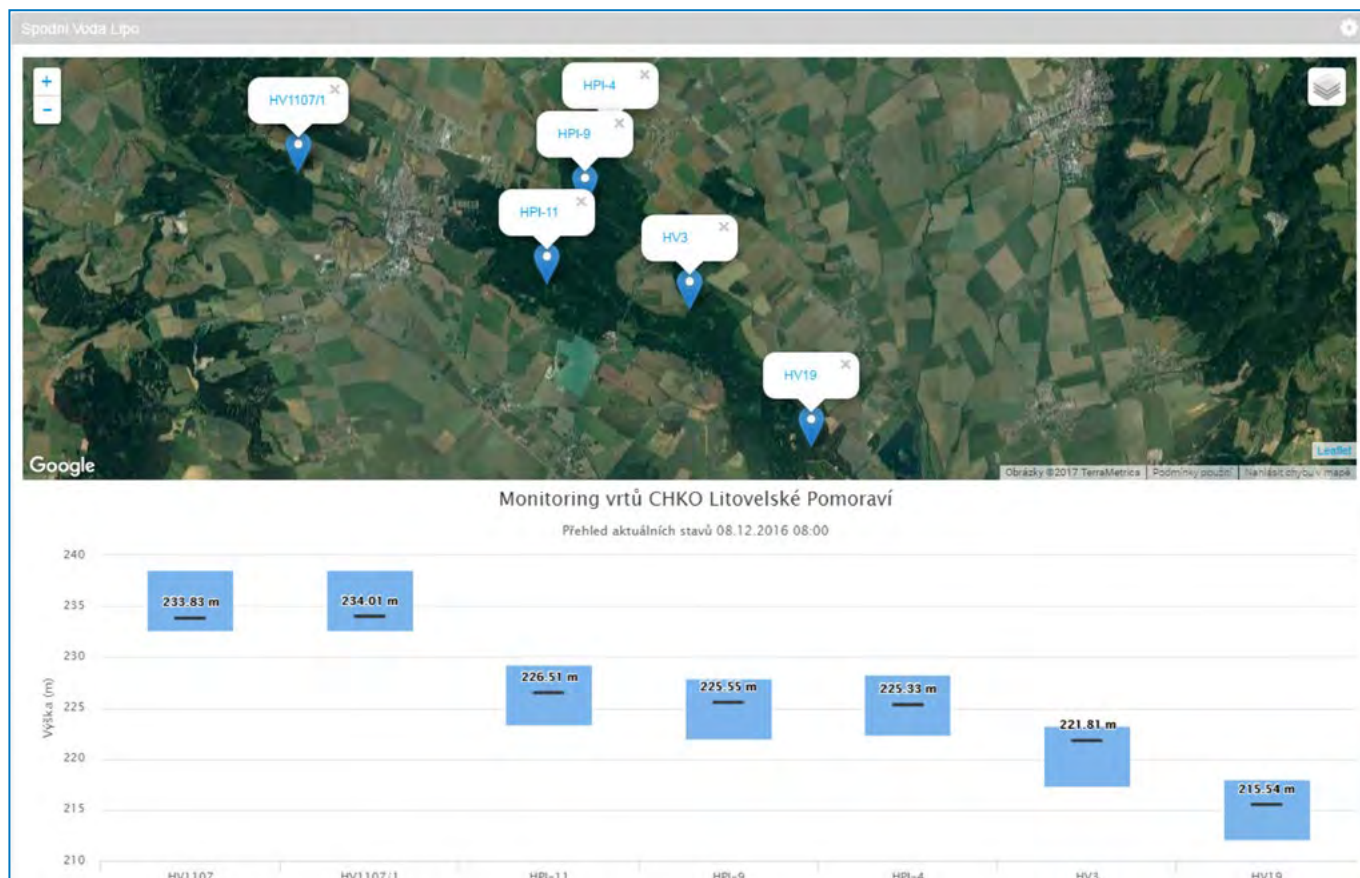 Spodní Voda Lipo
+
HPI-4
HV1107/1
−
HPI-9
HPI-11
HV3
HV19
Leaflet
Google
Obrázky ©2017 TerraMetrica
Podmínky použití
Nahlásit chybu v mapě
Monitoring vrtů CHKO Litovelské Pomoraví
Přehled aktuálních stavů 08.12.2016 08:00
Výška (m)
240
235
230
225
220
215
210
233.83 m
234.01 m
226.51 m
225.55 m
225.33 m
221.81 m
215.54 m
HV1107
HV1107/1
HPI-11
HPI-9
HPI-4
HV3
HV19